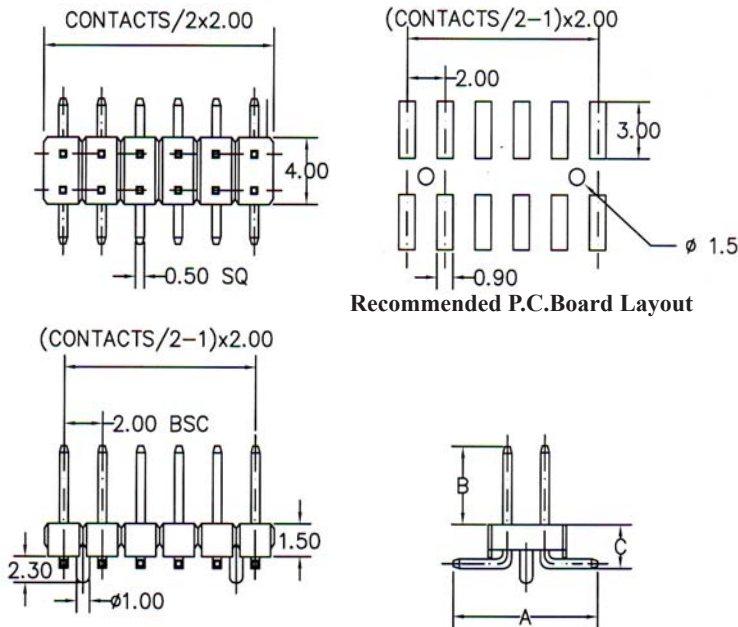 CONTACTS/2x2.00
(CONTACTS/2-1)x2.00
2.00
3.00
4.00
ø 1.5
0.50 SQ
0.90
Recommended P.C.Board Layout
(CONTACTS/2-1)x2.00
2.00 BSC
B
1.50
C
2.30
ø1.00
A